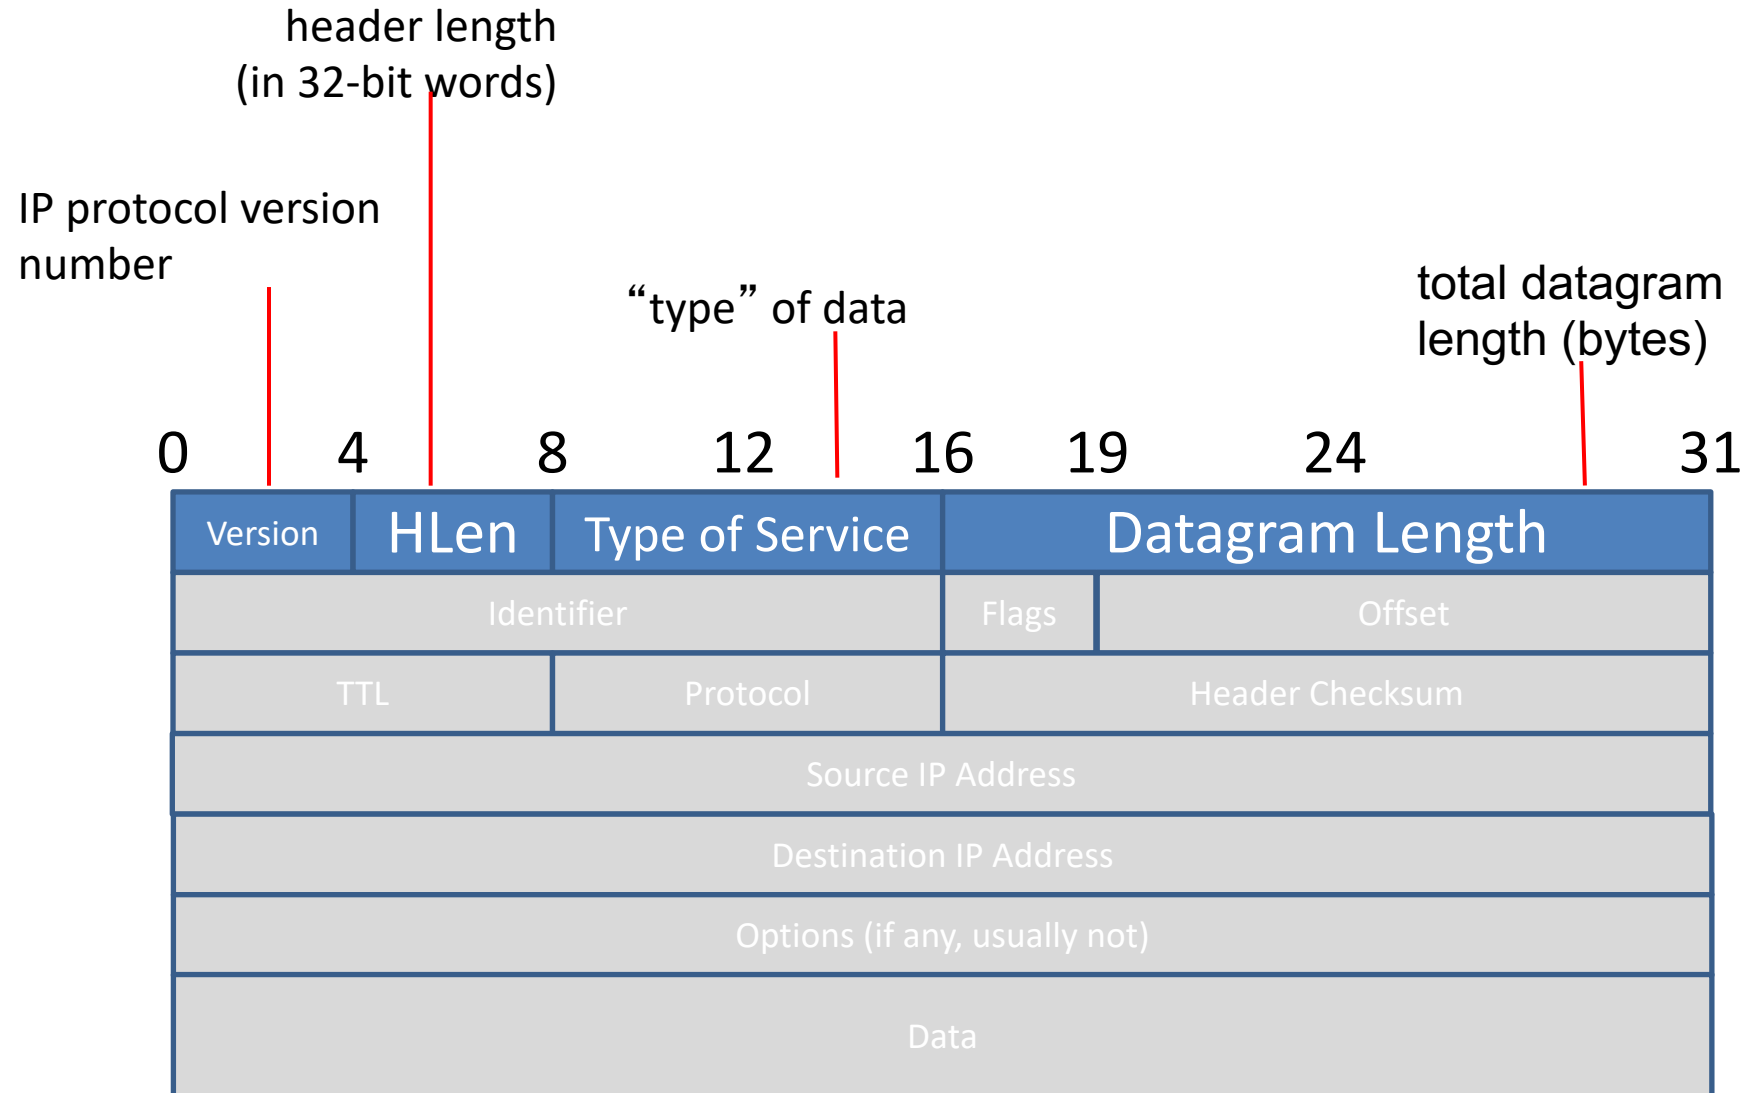 header length
(in 32-bit words)
IP protocol version
number
“type” of data
total datagram
length (bytes)
0 4 8 12 16 19 24 31
Version HLen Type of Service Datagram Length
Identifier Flags Offset
TTL Protocol Header Checksum
Source IP Address
Destination IP Address
Options (if any, usually not)
Data